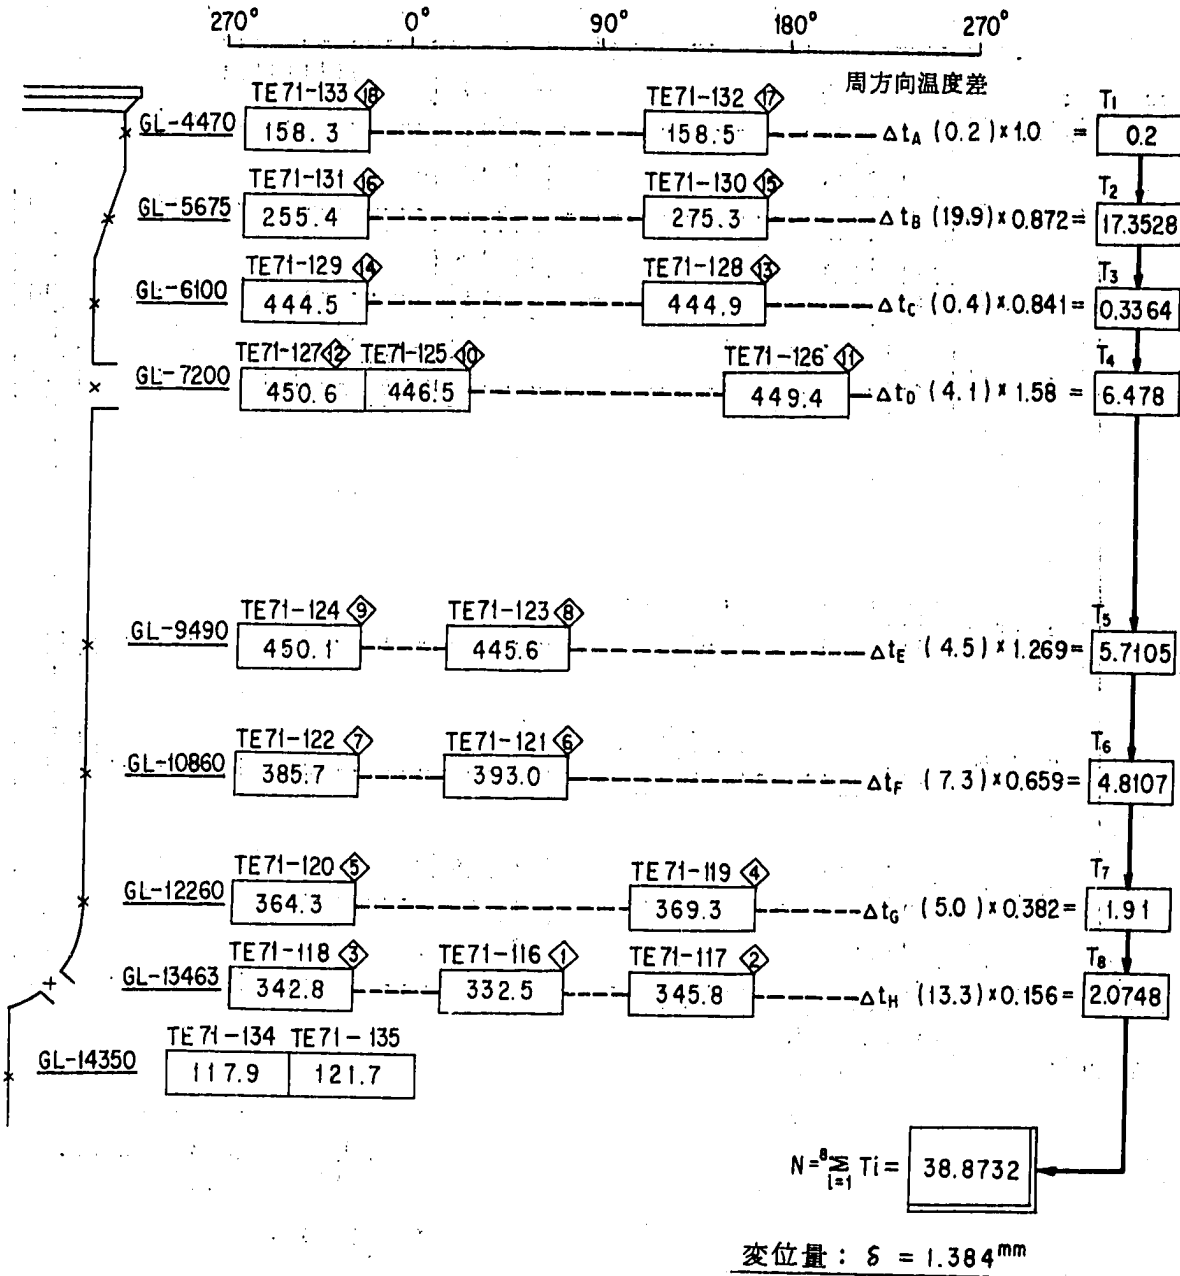 270° 0° 90° 180° 270°
周方向温度差
TE71-133 18 TE71-132 17 T1
GL-4470 158.3 158.5 ΔtA (0.2)×1.0 = 0.2
TE71-131 16 TE71-130 15 T2
GL-5675 255.4 275.3 ΔtB (19.9)×0.872= 17.3528
TE71-129 14 TE71-128 13 T3
GL-6100 444.5 444.9 ΔtC (0.4)×0.841= 0.3364
TE71-127 12 TE71-125 10 TE71-126 11 T4
GL-7200 450.6 446.5 449.4 ΔtD (4.1)×1.58 = 6.478
TE71-124 9 TE71-123 8 T5
GL-9490 450.1 445.6 ΔtE (4.5)×1.269= 5.7105
TE71-122 7 TE71-121 6 T6
GL-10860 385.7 393.0 ΔtF (7.3)×0.659= 4.8107
TE71-120 5 TE71-119 4 T7
GL-12260 364.3 369.3 ΔtG (5.0)×0.382= 1.91
TE71-118 3 TE71-116 1 TE71-117 2 T8
GL-13463 342.8 332.5 345.8 ΔtH (13.3)×0.156= 2.0748
TE71-134 TE71-135
GL-14350 117.9 121.7
N=8Σi=1 Ti= 38.8732
変位量: δ = 1.384mm